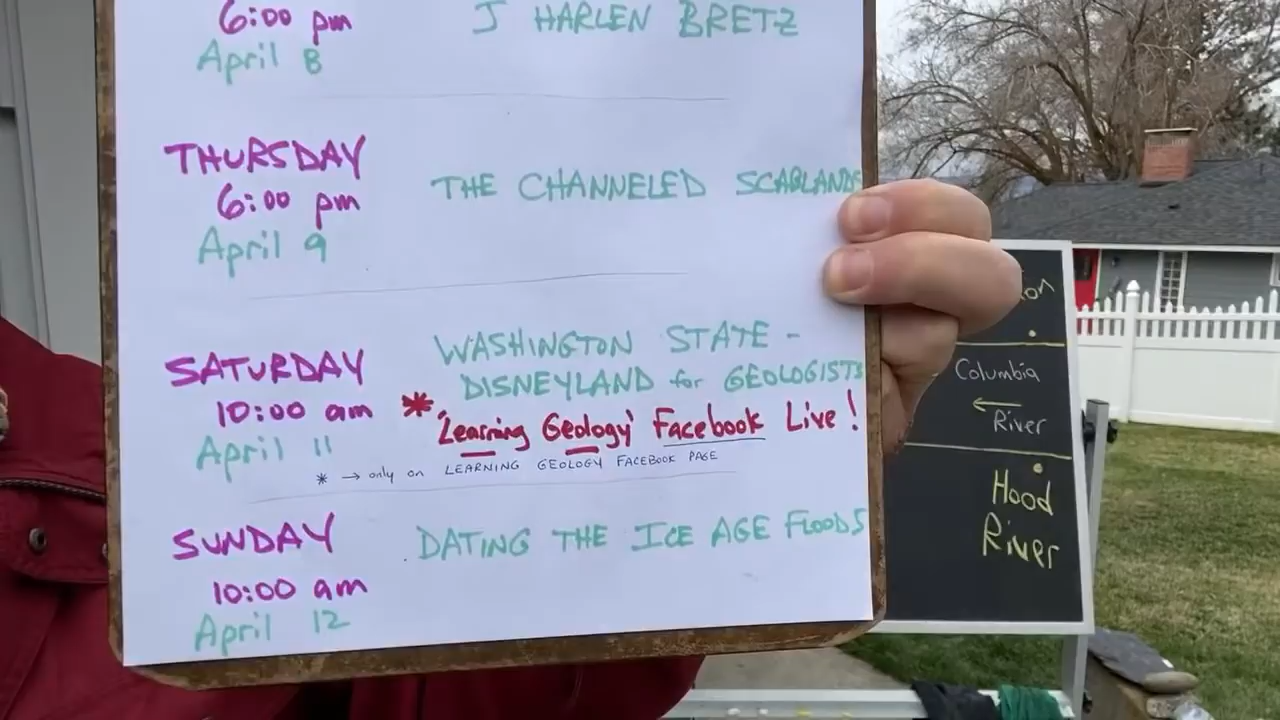 6:00 pm
J HARLEN BRETZ
April 8
THURSDAY
6:00 pm
THE CHANNELED SCABLANDS
April 9
SATURDAY
10:00 am
April 11
WASHINGTON STATE -
DISNEYLAND for GEOLOGISTS
* 'Learning Geology' Facebook Live!
* → only on LEARNING GEOLOGY FACEBOOK PAGE
SUNDAY
10:00 am
April 12
DATING THE ICE AGE FLOODS
Columbia
←
River
Hood
River